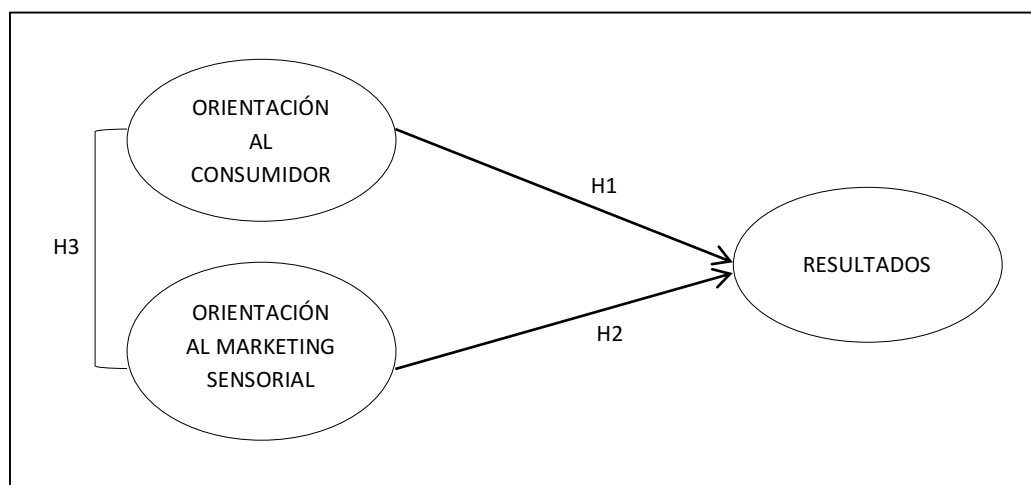 ORIENTACIÓN
AL
CONSUMIDOR
H1
H3
RESULTADOS
ORIENTACIÓN
AL MARKETING
SENSORIAL
H2